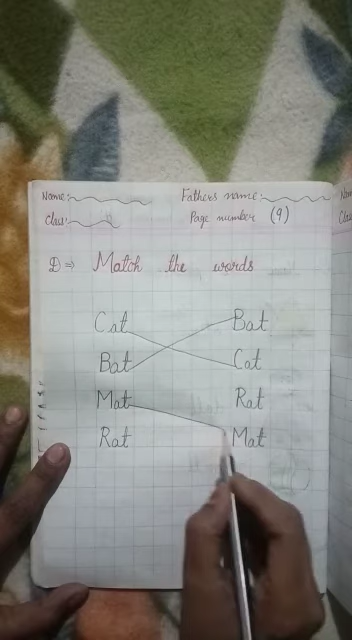 Name: Fathers name:
Class: Page number (9)
D⇒ Match the words
Cat Bat
Bat Cat
Mat Rat
Rat Mat